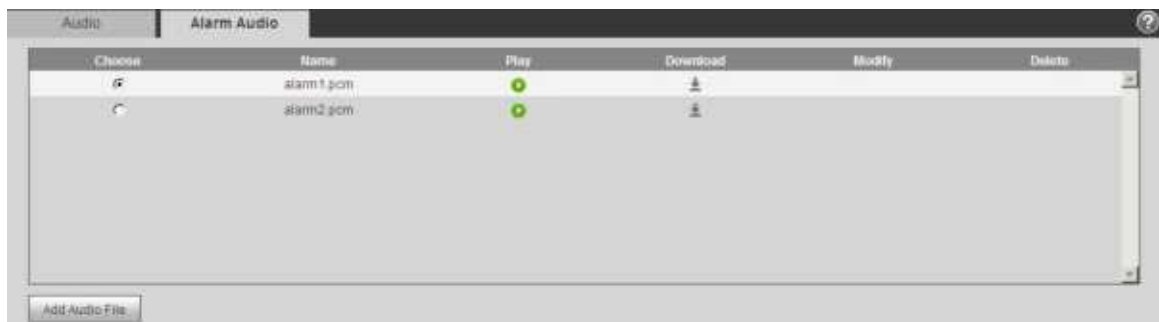 Audio Alarm Audio ?
Choose Name Play Download Modify Delete
alarm1.pcm
alarm2.pcm
Add Audio File